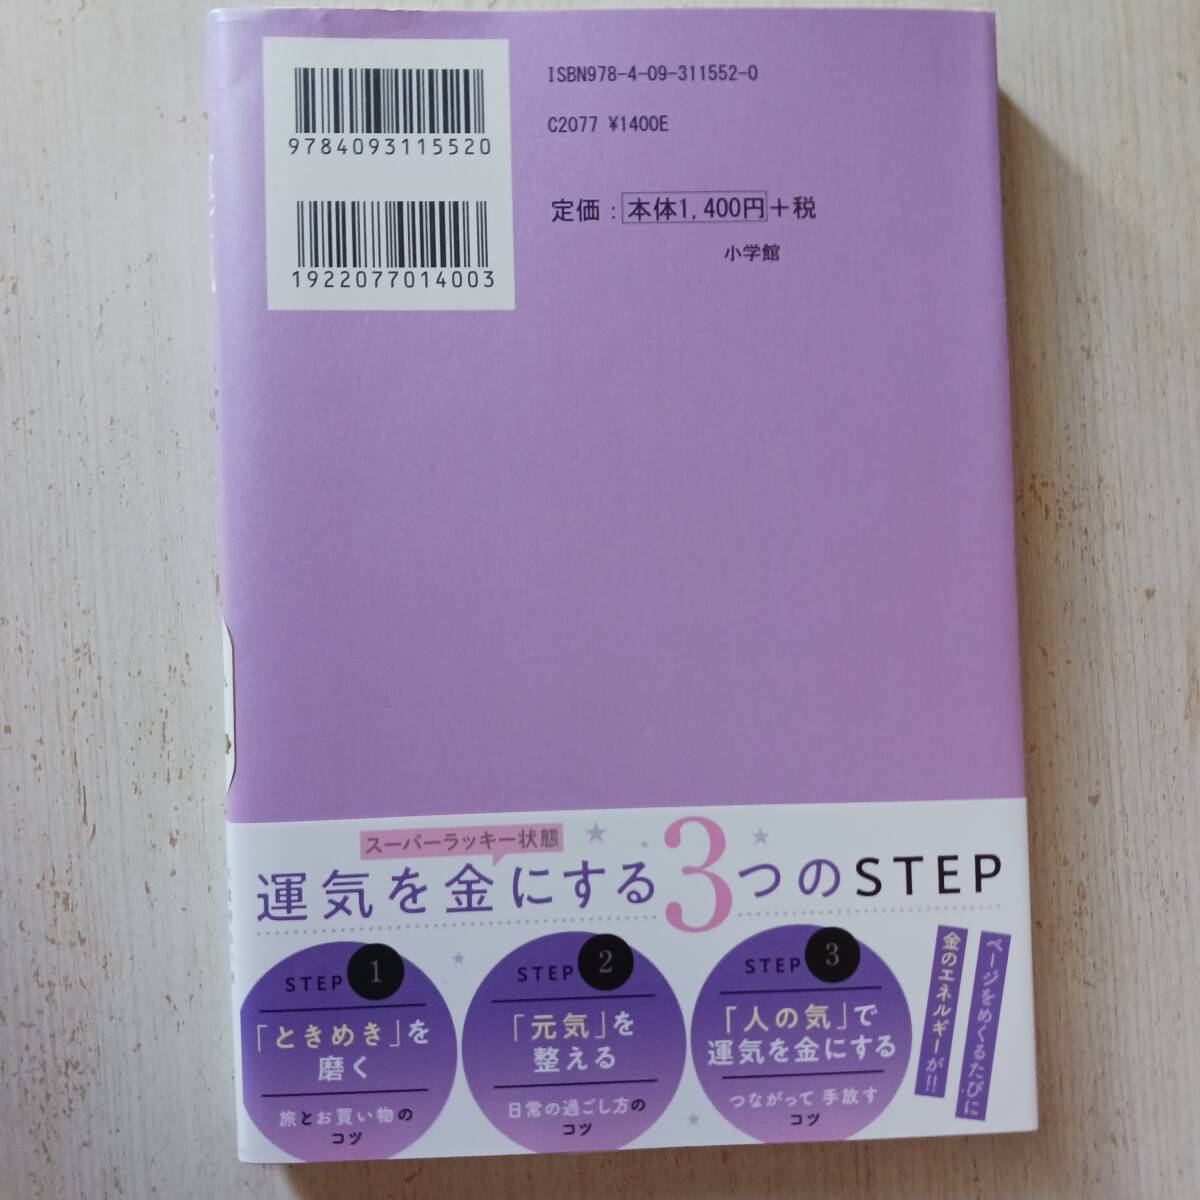 9784093115520
1922077014003
ISBN978-4-09-311552-0
C2077 ¥1400E
定価：本体1,400円＋税
小学館
スーパーラッキー状態
運気を金にする3つのSTEP
STEP 1
「ときめき」を
磨く
旅とお買い物の
コツ
STEP 2
「元気」を
整える
日常の過ごし方の
コツ
STEP 3
「人の気」で
運気を金にする
つながって 手放す
コツ
ページをめくるたびに
金のエネルギーが!!